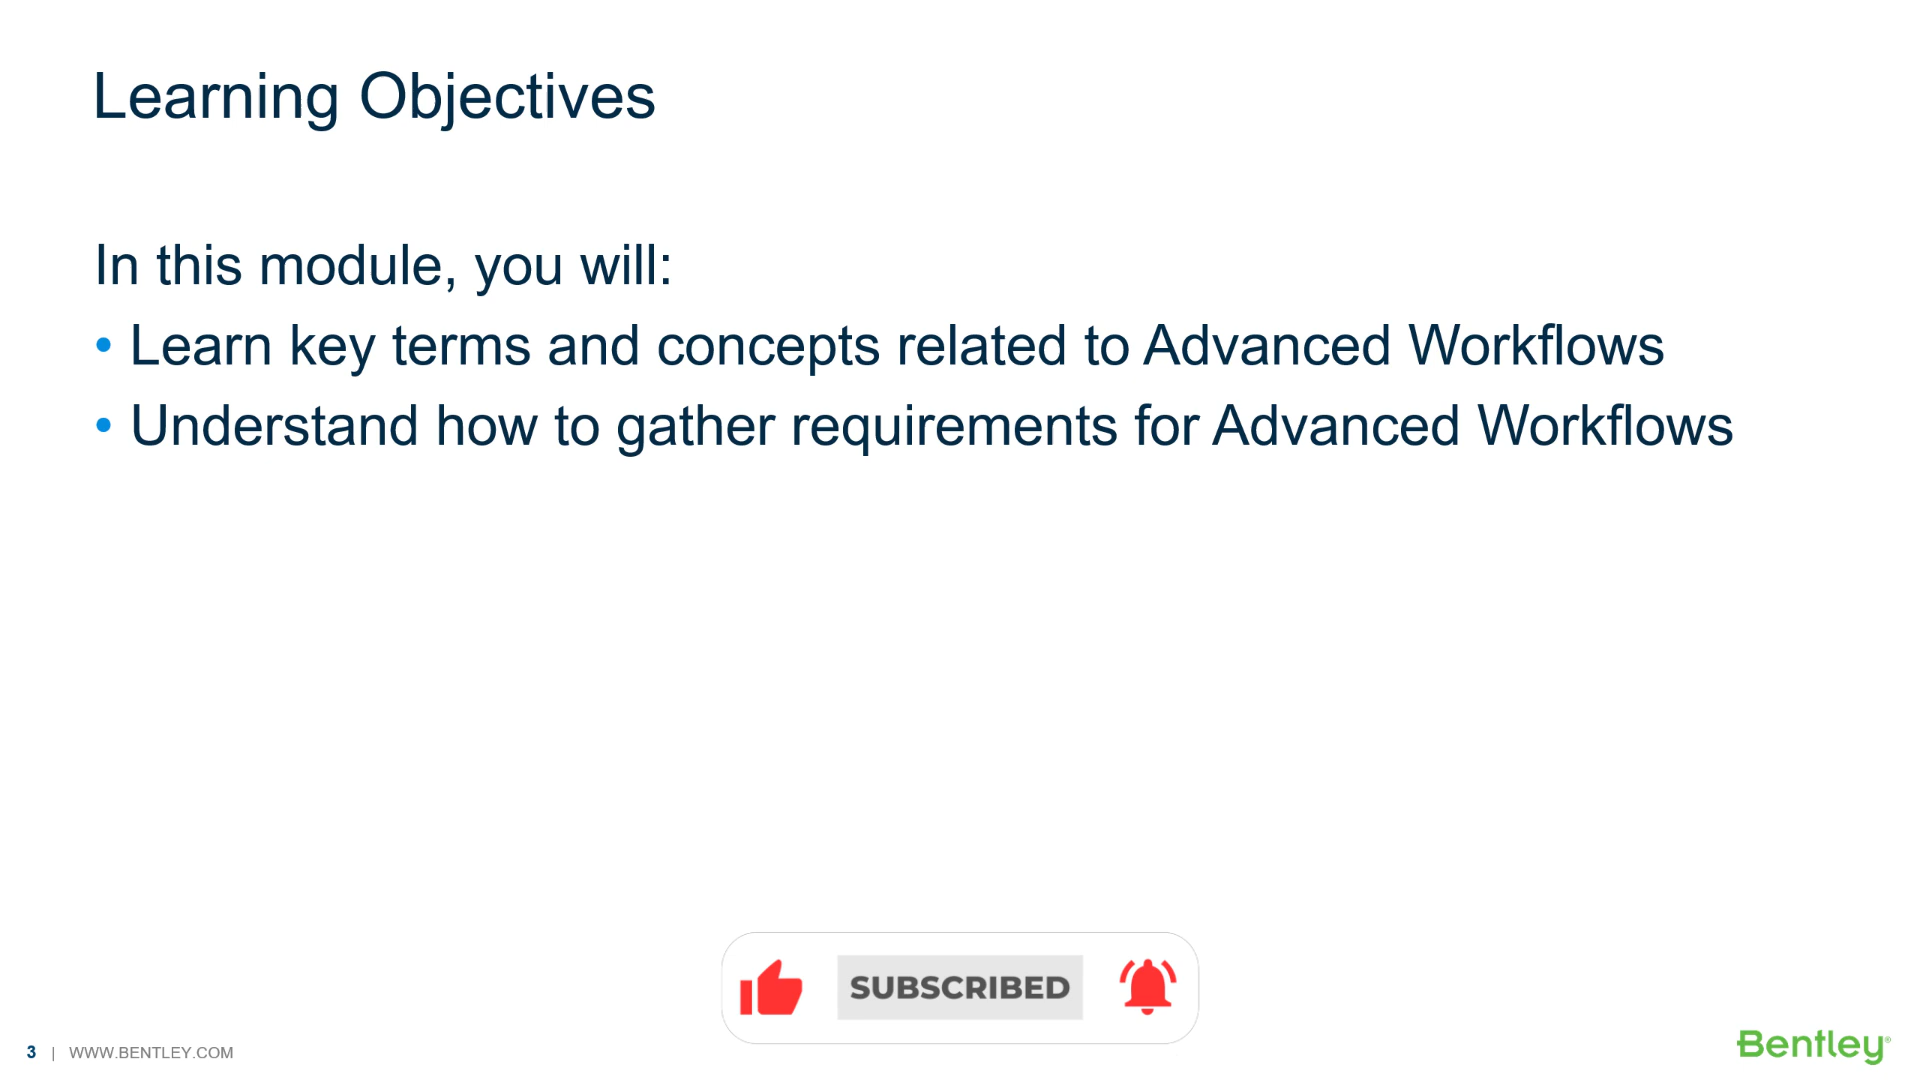 Learning Objectives
In this module, you will:
• Learn key terms and concepts related to Advanced Workflows
• Understand how to gather requirements for Advanced Workflows
SUBSCRIBED
3 | WWW.BENTLEY.COM
Bentley®